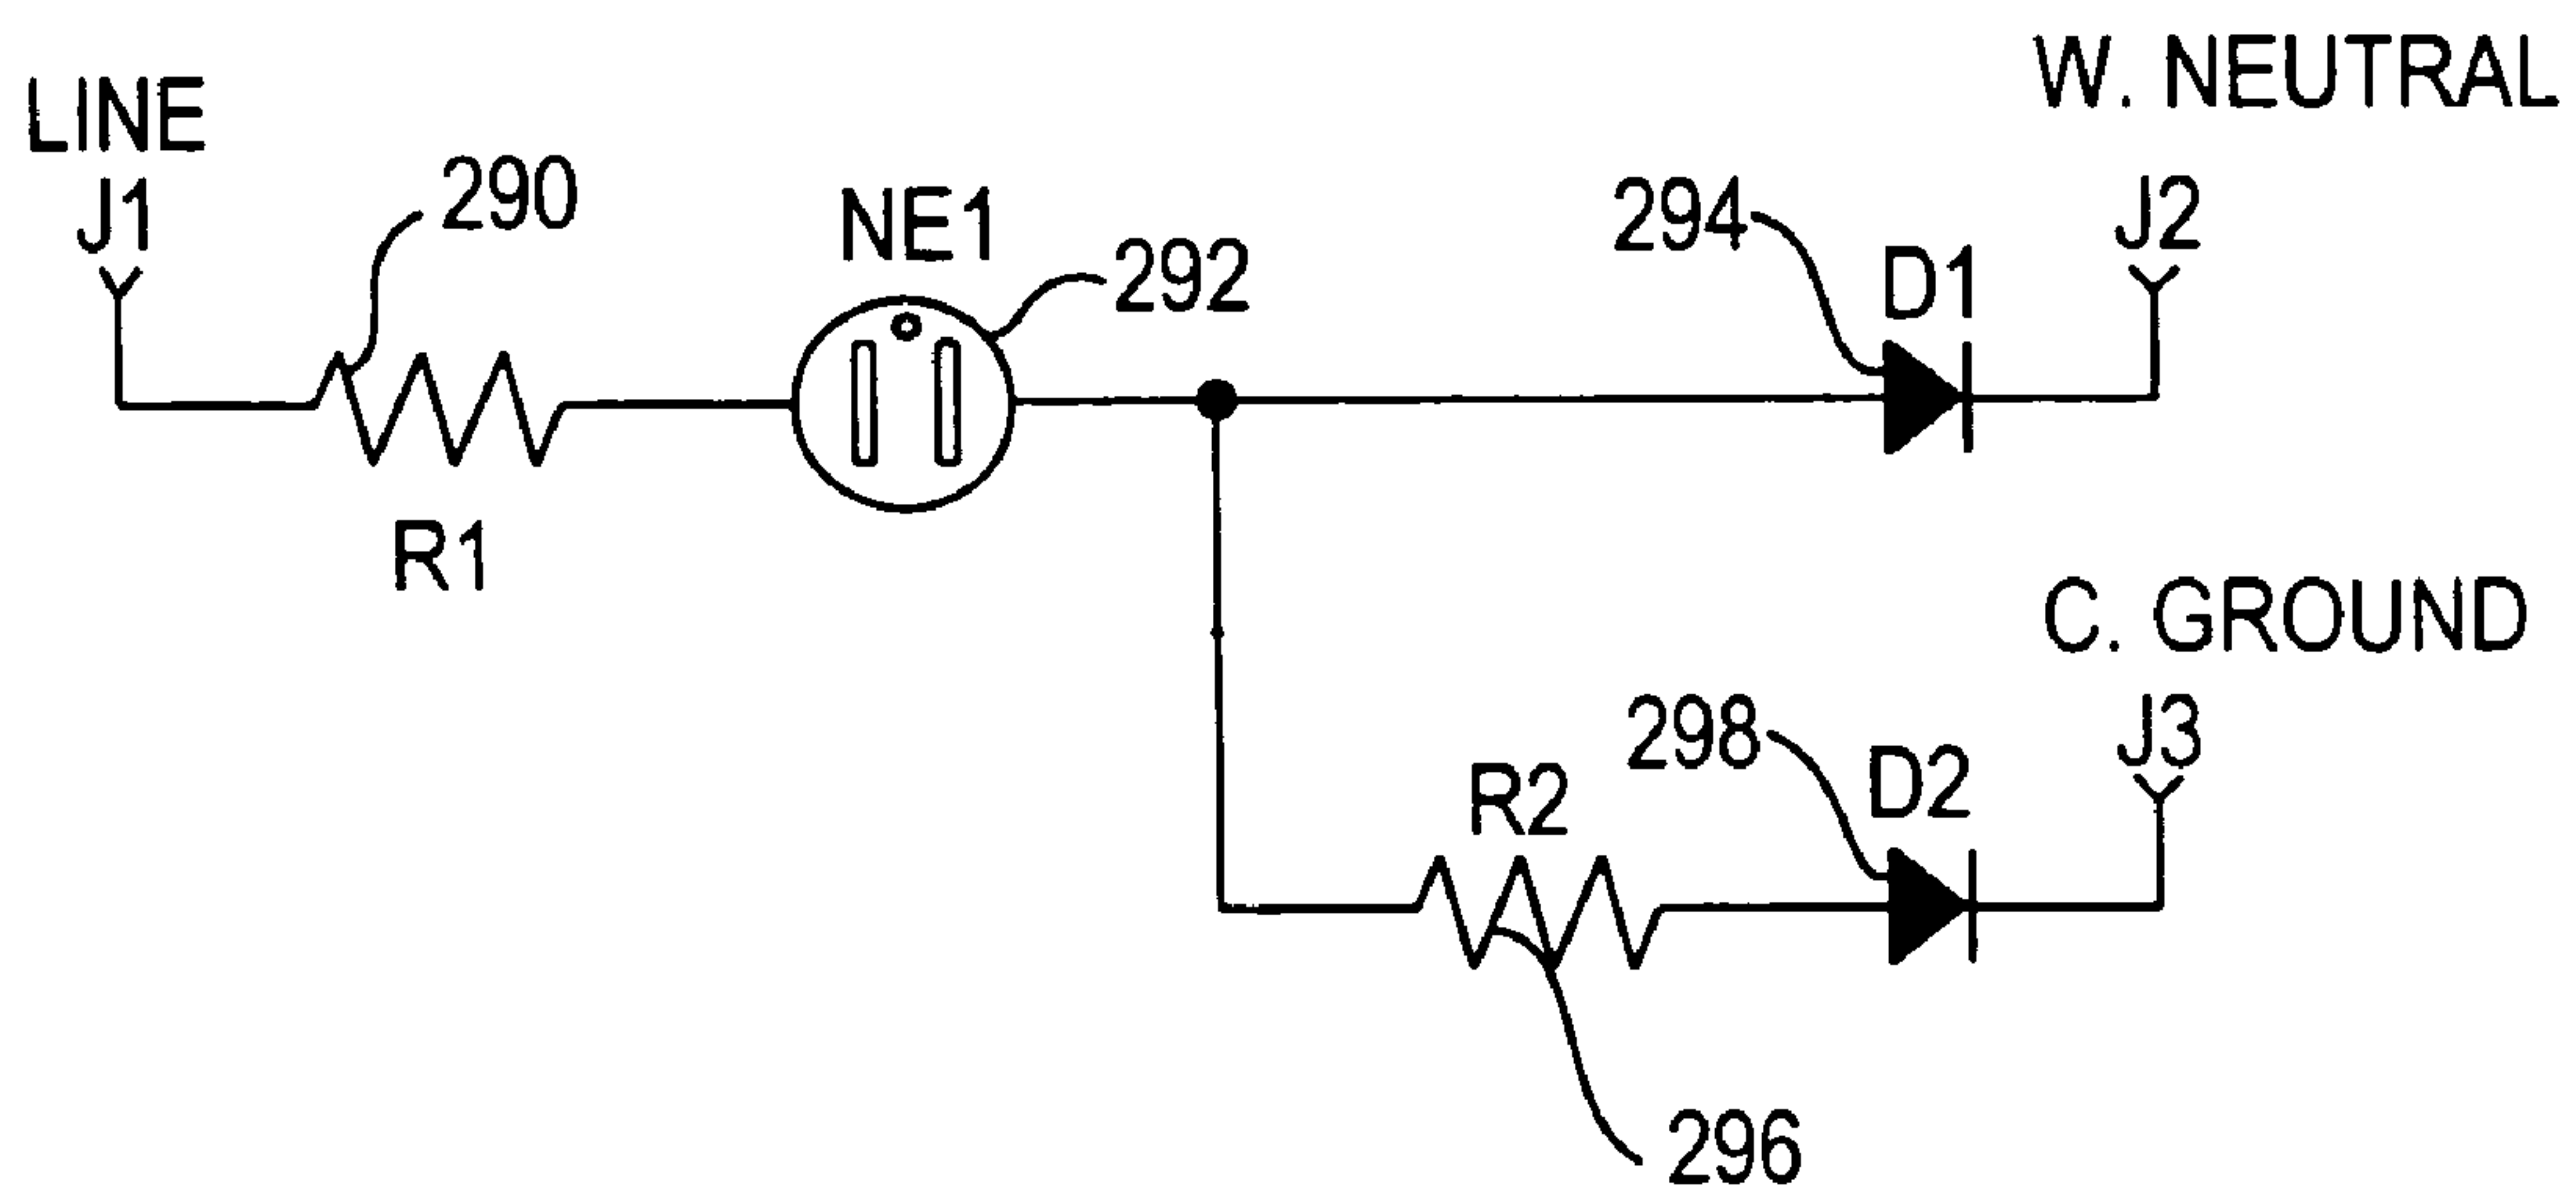 W. NEUTRAL
LINE
J1
290
NE1
292
294
D1
J2
R1
C. GROUND
R2
298
D2
J3
296